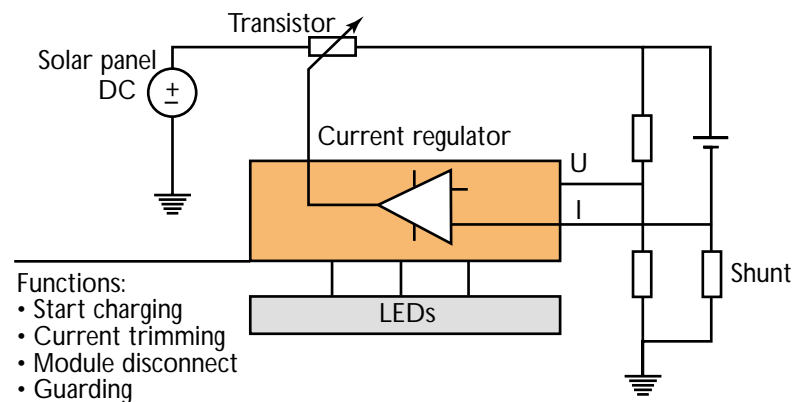 Transistor
Solar panel
DC
Current regulator
U
I
Shunt
LEDs
Functions:
• Start charging
• Current trimming
• Module disconnect
• Guarding